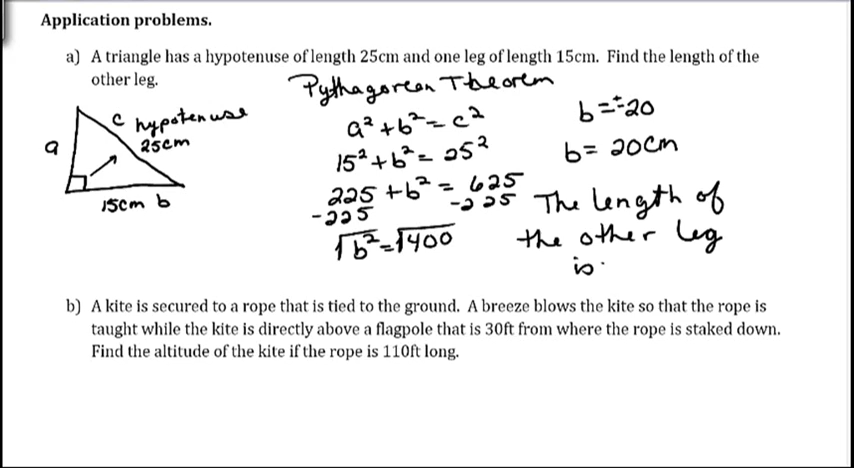 Application problems.
a) A triangle has a hypotenuse of length 25cm and one leg of length 15cm. Find the length of the
other leg.
Pythagorean Theorem
c hypotenuse
25cm
a
15cm b
a² + b² = c²
15² + b² = 25²
225 + b² = 625
-225 -225
√b² = √400
b = ±20
b = 20cm
The length of
the other leg
is
b) A kite is secured to a rope that is tied to the ground. A breeze blows the kite so that the rope is
taught while the kite is directly above a flagpole that is 30ft from where the rope is staked down.
Find the altitude of the kite if the rope is 110ft long.